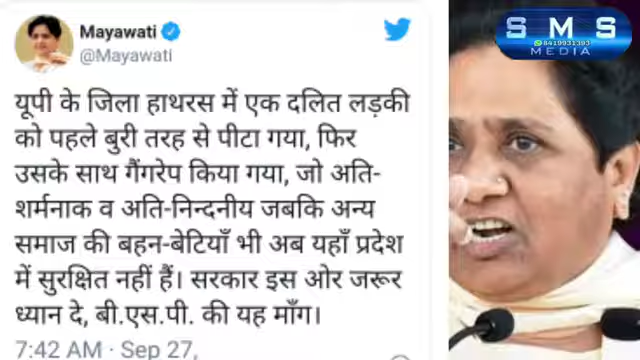 Mayawati
@Mayawati
SMS
8419931393
MEDIA
यूपी के जिला हाथरस में एक दलित लड़की
को पहले बुरी तरह से पीटा गया, फिर
उसके साथ गैंगरेप किया गया, जो अति-
शर्मनाक व अति-निन्दनीय जबकि अन्य
समाज की बहन-बेटियाँ भी अब यहाँ प्रदेश
में सुरक्षित नहीं हैं। सरकार इस ओर जरूर
ध्यान दे, बी.एस.पी. की यह माँग।
7:42 AM · Sep 27,